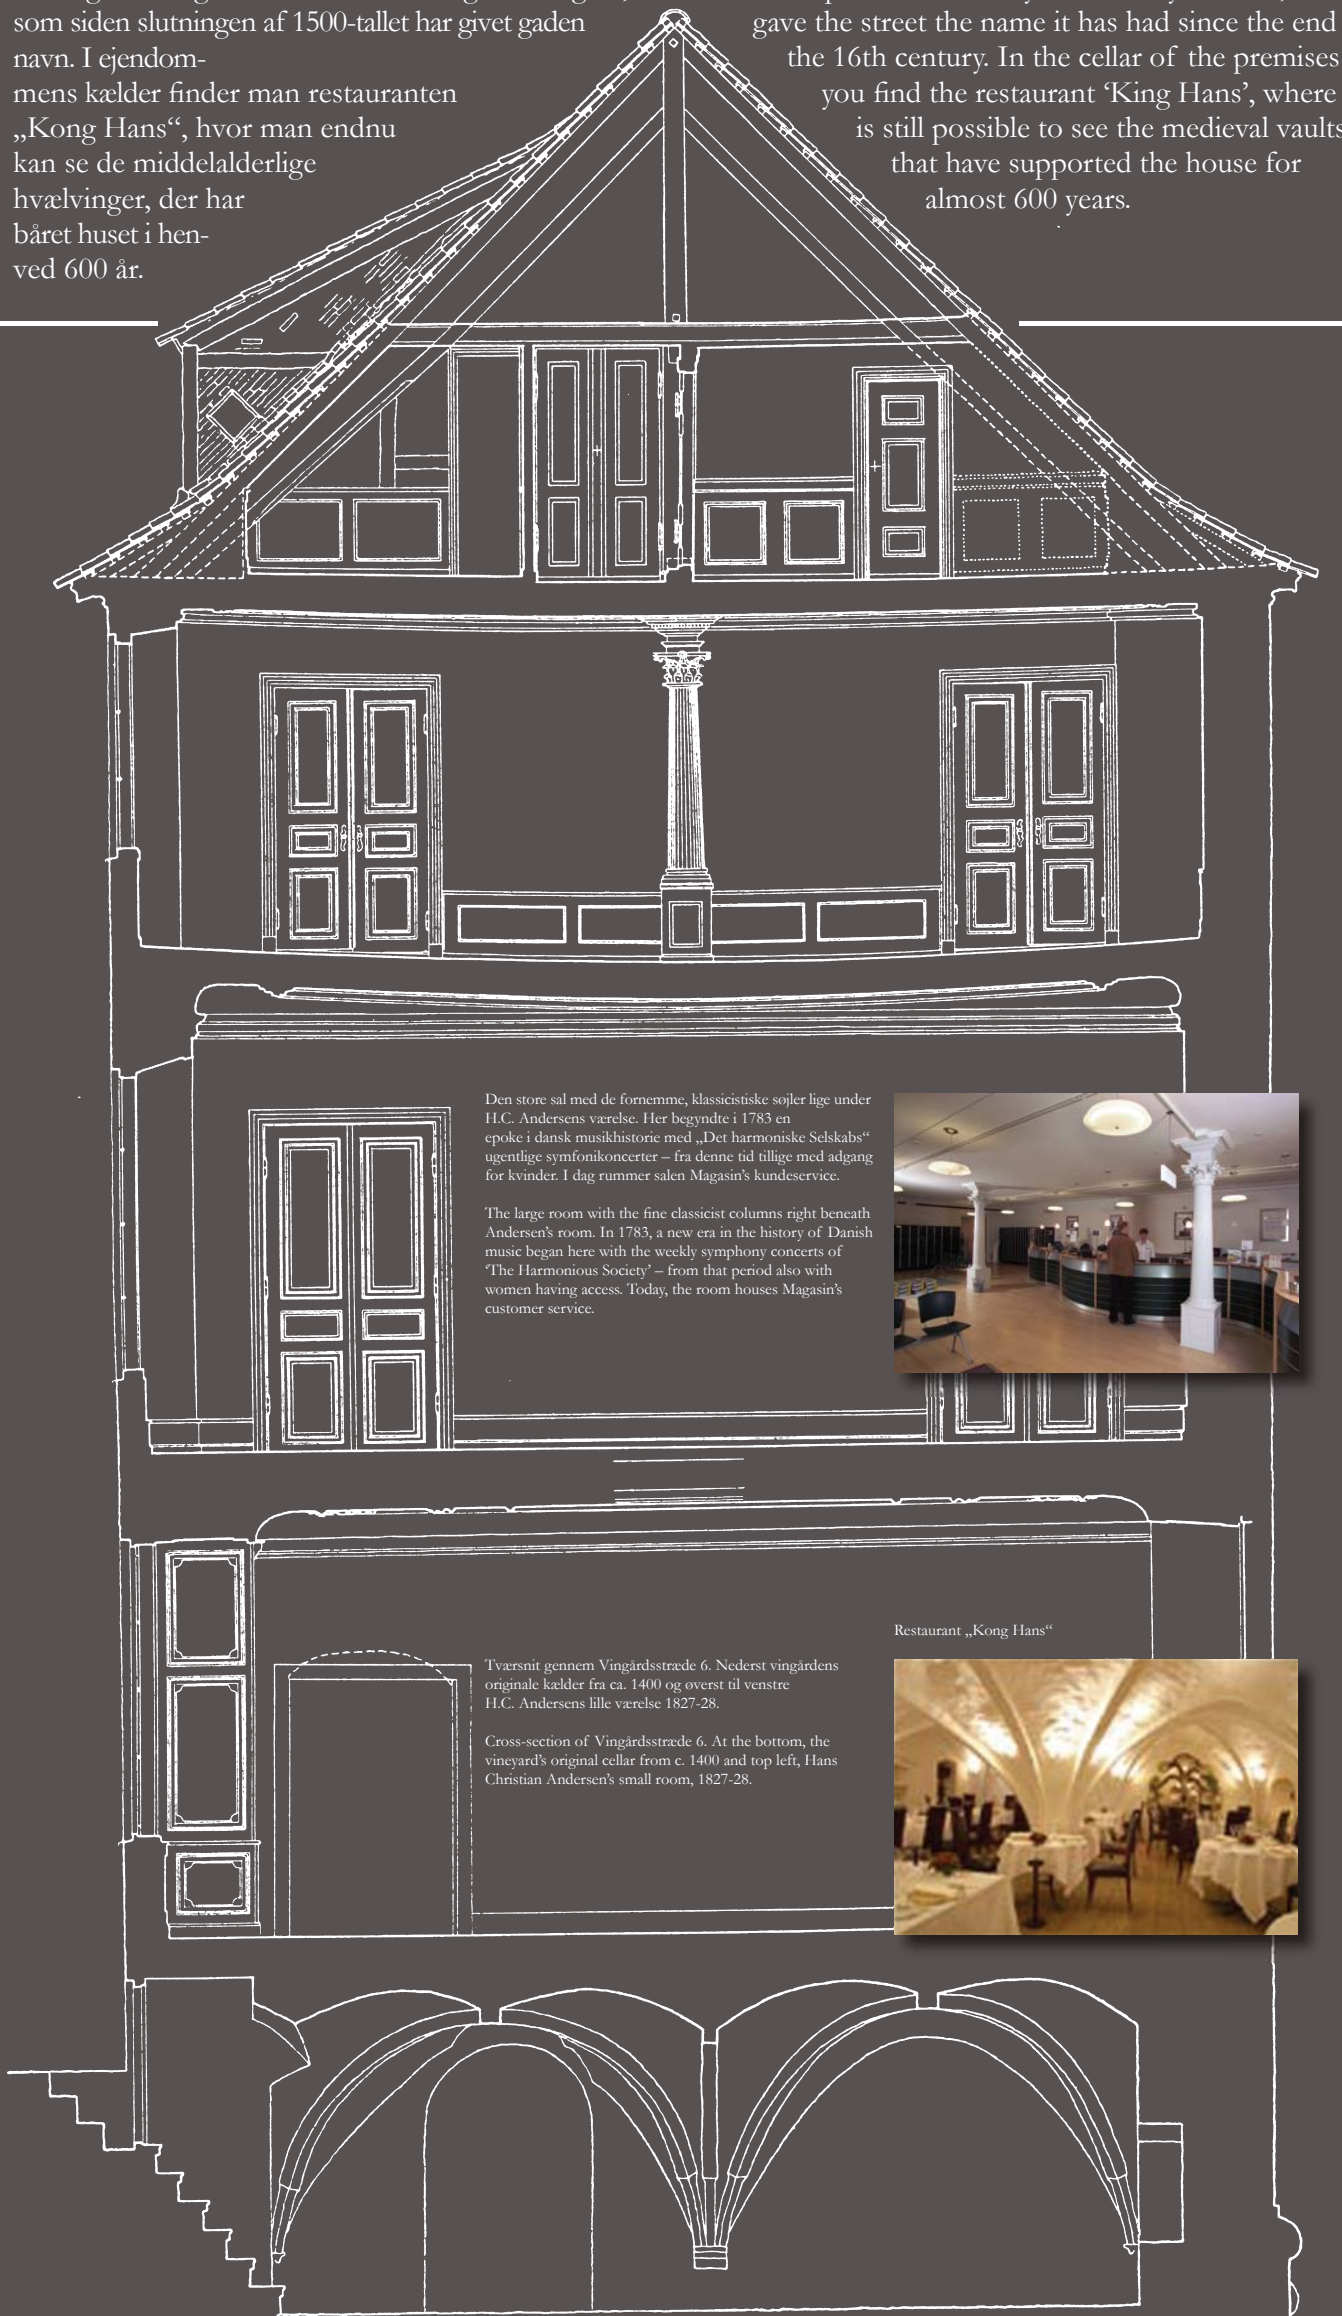 som siden slutningen af 1500-tallet har givet gaden
navn. I ejendom-
mens kælder finder man restauranten
„Kong Hans“, hvor man endnu
kan se de middelalderlige
hvælvinger, der har
båret huset i hen-
ved 600 år.
gave the street the name it has had since the end
the 16th century. In the cellar of the premises
you find the restaurant ‘King Hans’, where
is still possible to see the medieval vaults
that have supported the house for
almost 600 years.
Den store sal med de fornemme, klassicistiske søjler lige under
H.C. Andersens værelse. Her begyndte i 1783 en
epoke i dansk musikhistorie med „Det harmoniske Selskabs“
ugentlige symfonikoncerter – fra denne tid tillige med adgang
for kvinder. I dag rummer salen Magasin’s kundeservice.
The large room with the fine classicist columns right beneath
Andersen’s room. In 1783, a new era in the history of Danish
music began here with the weekly symphony concerts of
‘The Harmonious Society’ – from that period also with
women having access. Today, the room houses Magasin’s
customer service.
Restaurant „Kong Hans“
Tværsnit gennem Vingårdsstræde 6. Nederst vingårdens
originale kælder fra ca. 1400 og øverst til venstre
H.C. Andersens lille værelse 1827-28.
Cross-section of Vingårdsstræde 6. At the bottom, the
vineyard’s original cellar from c. 1400 and top left, Hans
Christian Andersen’s small room, 1827-28.